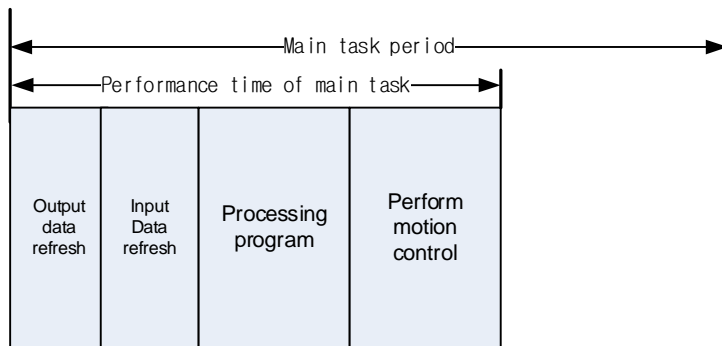 Main task period
Performance time of main task
Output
data
refresh
Input
Data
refresh
Processing
program
Perform
motion
control